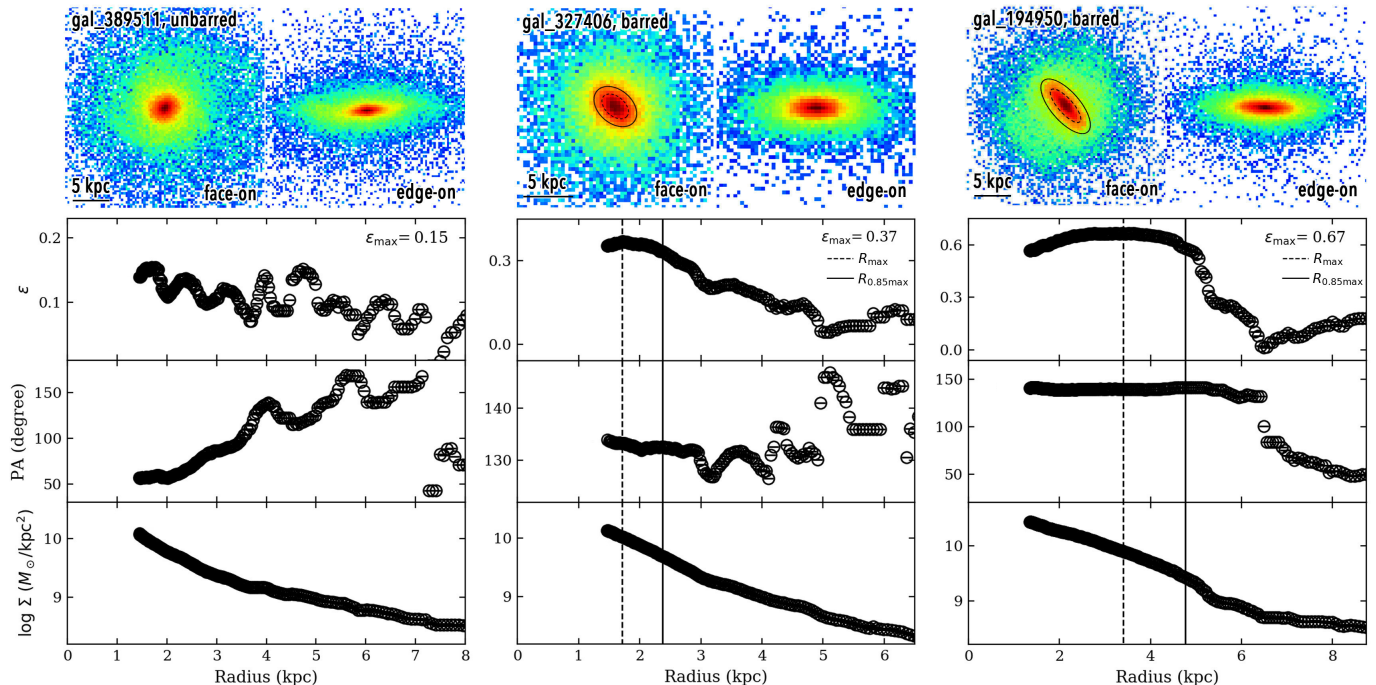 gal_389511, unbarred
5 kpc
face-on
edge-on
gal_327406, barred
5 kpc
face-on
edge-on
gal_194950, barred
5 kpc
face-on
edge-on
0.2
0.1
ε
εmax= 0.15
0.3
0.0
εmax= 0.37
Rmax
R0.85max
0.6
0.3
0.0
εmax= 0.67
Rmax
R0.85max
150
100
50
PA (degree)
140
130
150
100
50
10
9
log Σ (M⊙/kpc²)
10
9
10
9
0 1 2 3 4 5 6 7 8
Radius (kpc)
0 1 2 3 4 5 6
Radius (kpc)
0 2 4 6 8
Radius (kpc)